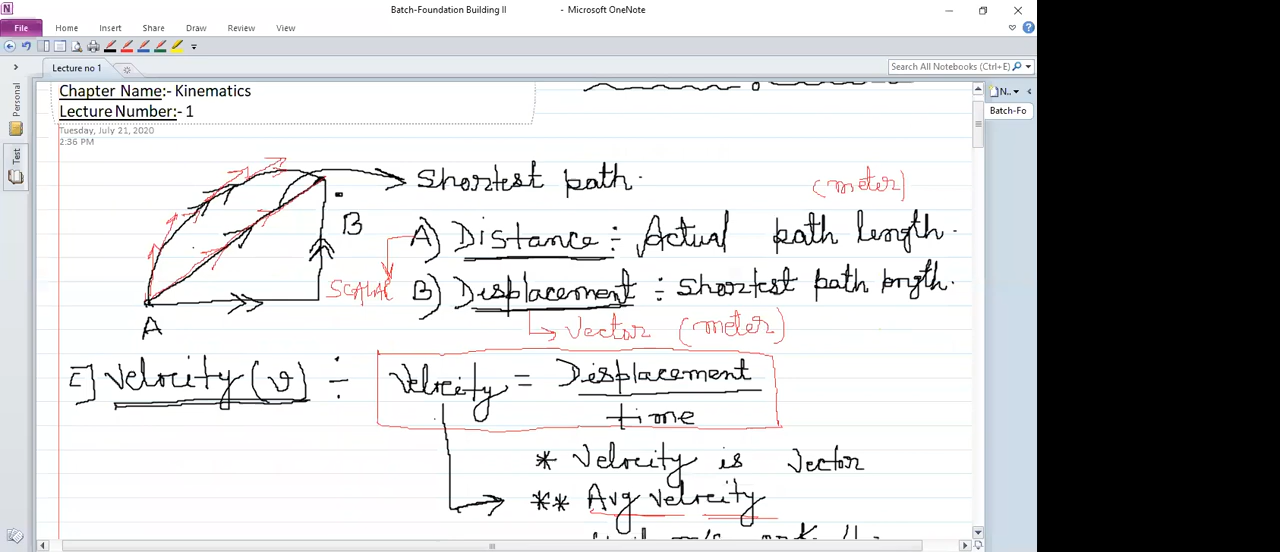 Batch-Foundation Building II - Microsoft OneNote
File Home Insert Share Draw Review View
Lecture no 1
Search All Notebooks (Ctrl+E)
Personal
Test
N..
Batch-Fo
Chapter Name:- Kinematics
Lecture Number:- 1
Tuesday, July 21, 2020
2:36 PM
Shortest path.
(meter)
B
A) Distance ÷ Actual path length.
SCALAR B) Displacement ÷ shortest path length.
A
Vector (meter)
Velocity (v) ÷ Velocity = Displacement
time
* Velocity is vector
** Avg velocity